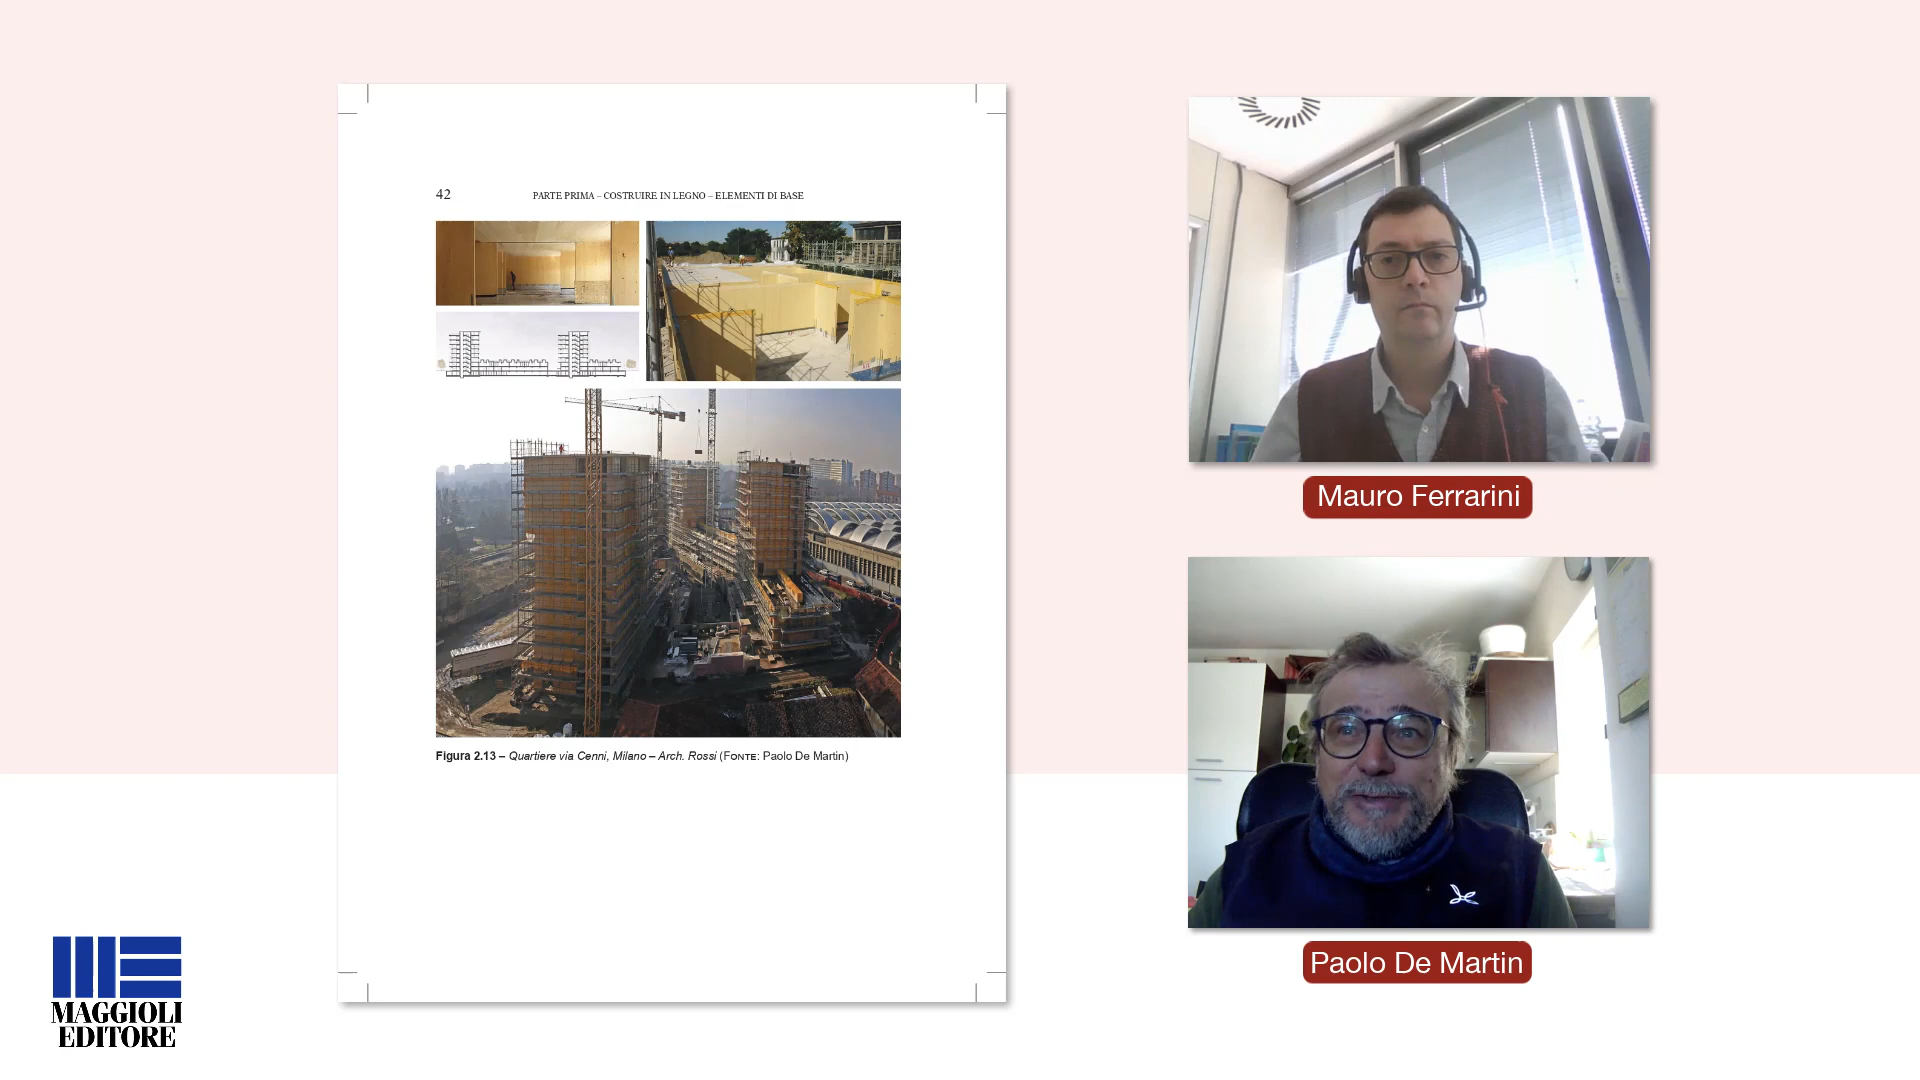 42 PARTE PRIMA – COSTRUIRE IN LEGNO – ELEMENTI DI BASE
Figura 2.13 – Quartiere via Cenni, Milano – Arch. Rossi (FONTE: Paolo De Martin)
Mauro Ferrarini
Paolo De Martin
MAGGIOLI
EDITORE